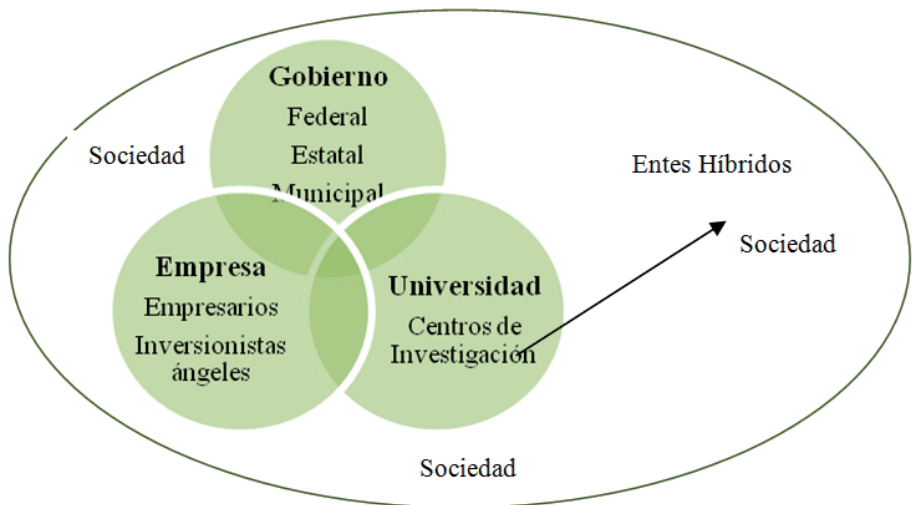 Gobierno
Federal
Estatal
Municipal
Sociedad
Entes Híbridos
Sociedad
Empresa
Empresarios
Inversionistas
ángeles
Universidad
Centros de
Investigación
Sociedad